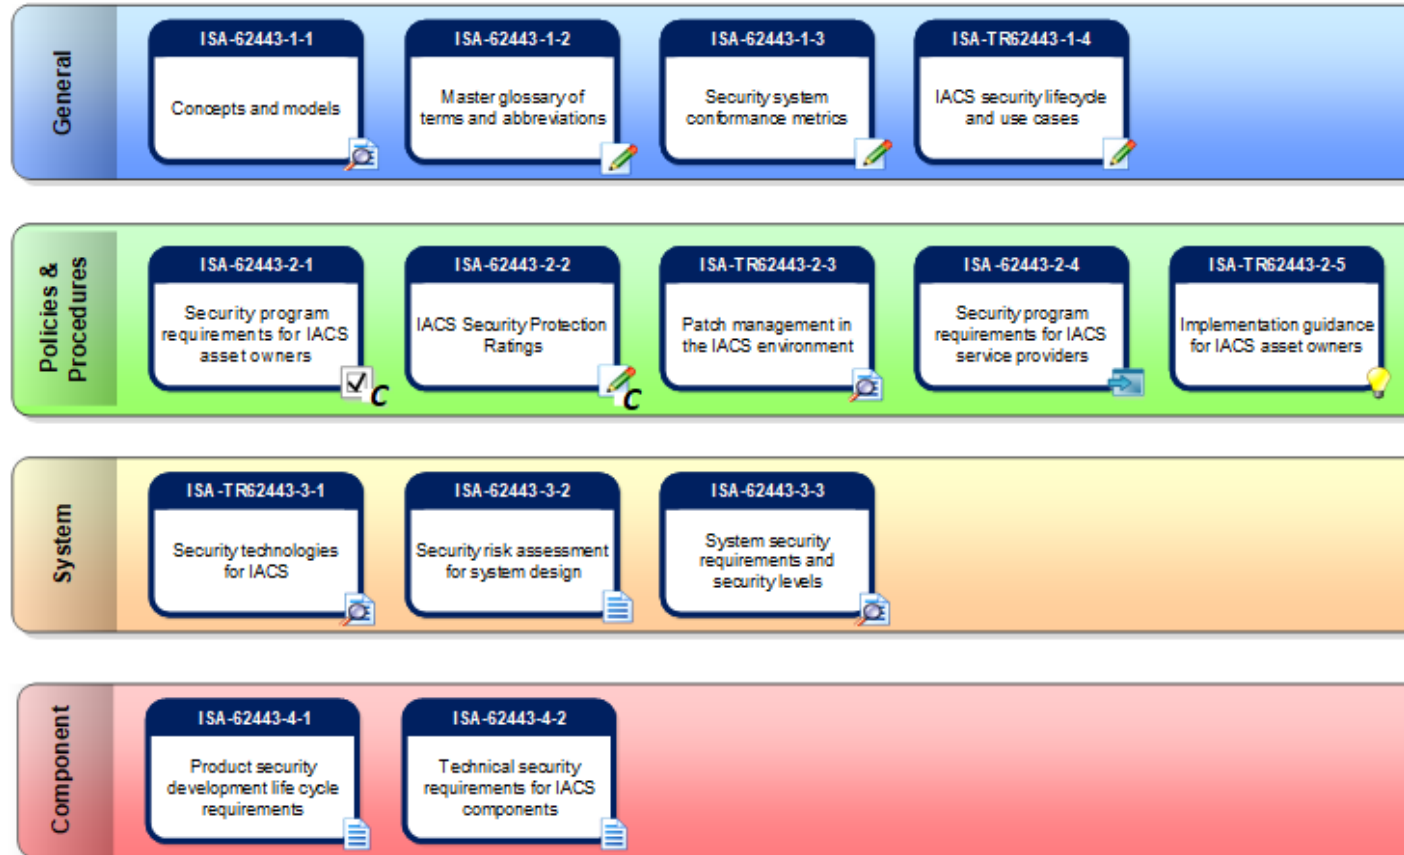 General
ISA-62443-1-1
Concepts and models
ISA-62443-1-2
Master glossary of
terms and abbreviations
ISA-62443-1-3
Security system
conformance metrics
ISA-TR62443-1-4
IACS security lifecycle
and use cases
Policies &
Procedures
ISA-62443-2-1
Security program
requirements for IACS
asset owners
C
ISA-62443-2-2
IACS Security Protection
Ratings
C
ISA-TR62443-2-3
Patch management in
the IACS environment
ISA-62443-2-4
Security program
requirements for IACS
service providers
ISA-TR62443-2-5
Implementation guidance
for IACS asset owners
System
ISA-TR62443-3-1
Security technologies
for IACS
ISA-62443-3-2
Security risk assessment
for system design
ISA-62443-3-3
System security
requirements and
security levels
Component
ISA-62443-4-1
Product security
development life cycle
requirements
ISA-62443-4-2
Technical security
requirements for IACS
components